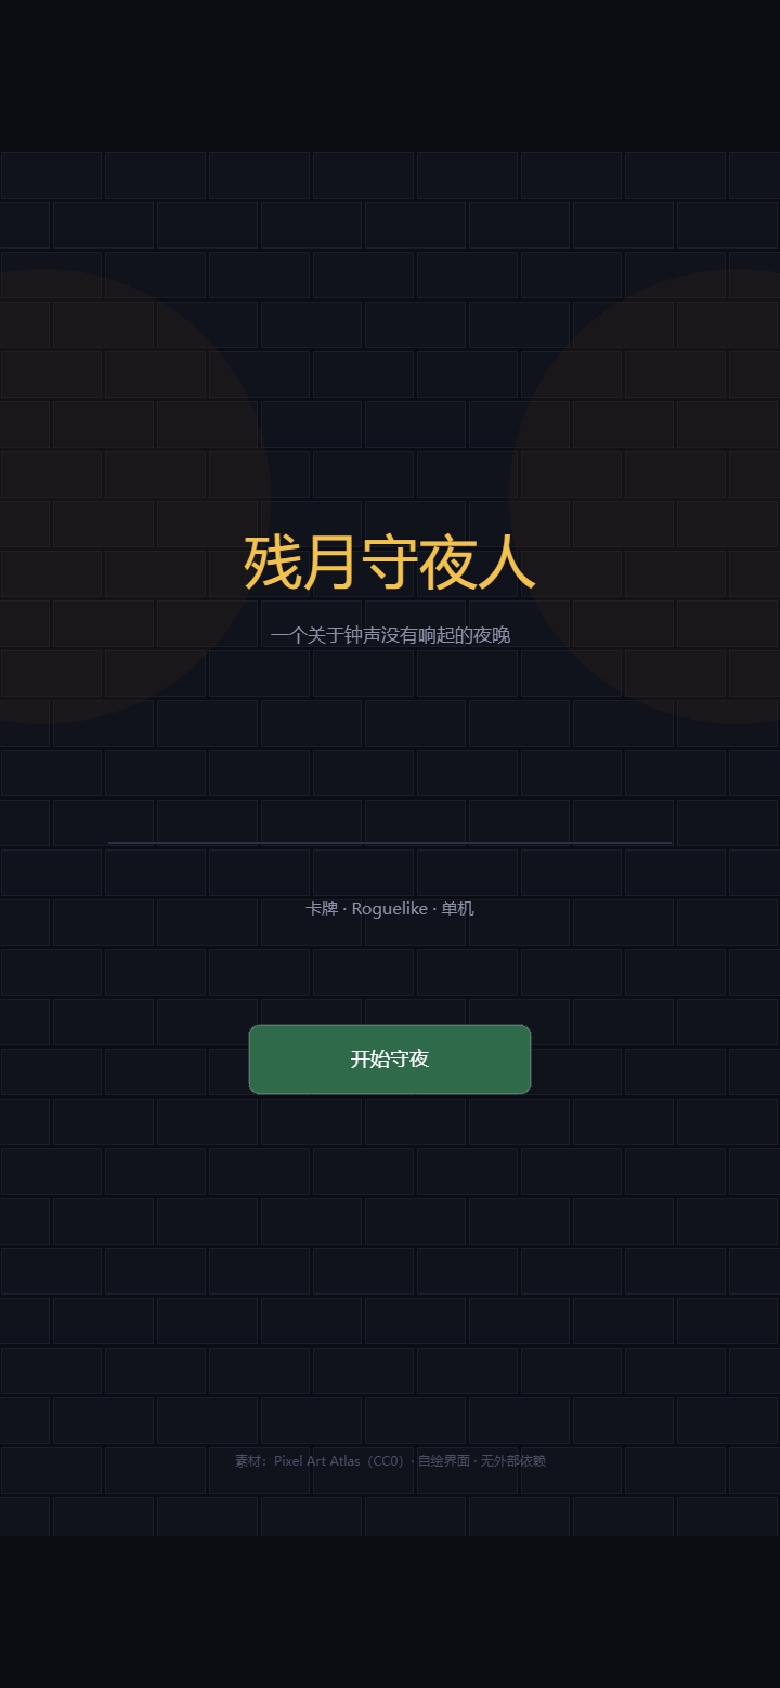 残月守夜人
一个关于钟声没有响起的夜晚
卡牌 · Roguelike · 单机
开始守夜
素材：Pixel Art Atlas（CC0）· 自绘界面 · 无外部依赖